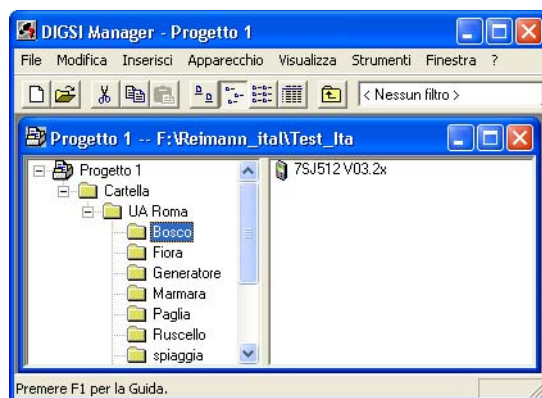 DIGSI Manager - Progetto 1
File Modifica Inserisci Apparecchio Visualizza Strumenti Finestra ?
< Nessun filtro >
Progetto 1 -- F:\Reimann_ital\Test_Ita
Progetto 1
Cartella
UA Roma
Bosco
Fiora
Generatore
Marmara
Paglia
Ruscello
spiaggia
7SJ512 V03.2x
Premere F1 per la Guida.